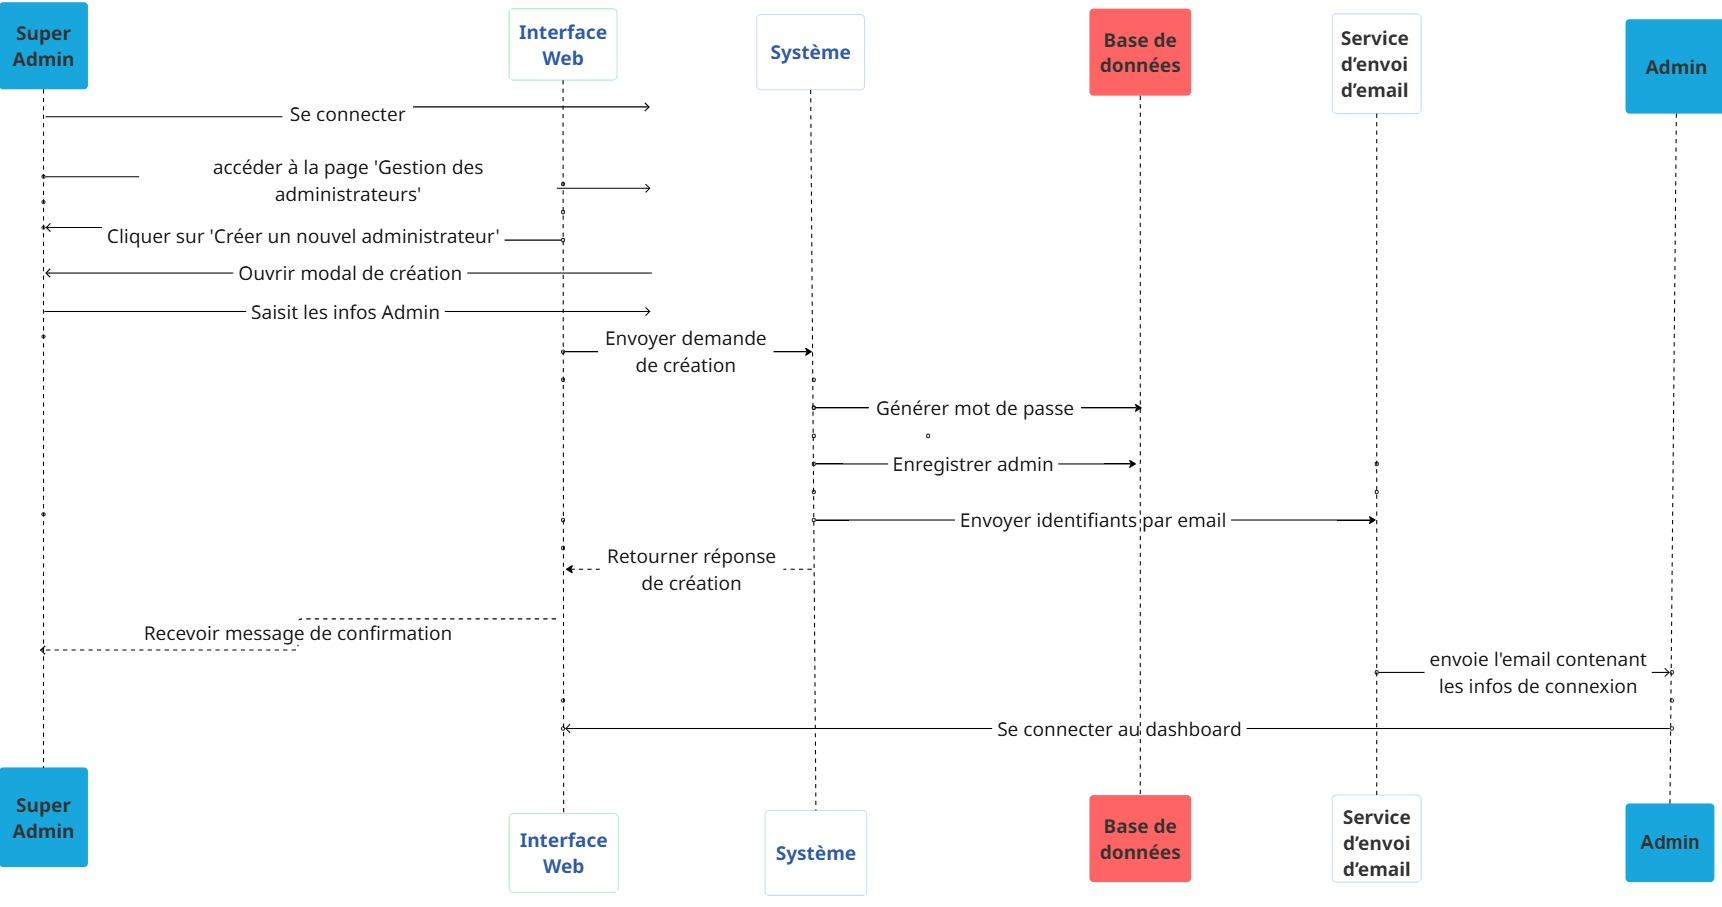 Super
Admin
Interface
Web
Système
Base de
données
Service
d’envoi
d’email
Admin
Se connecter
accéder à la page 'Gestion des
administrateurs'
Cliquer sur 'Créer un nouvel administrateur'
Ouvrir modal de création
Saisit les infos Admin
Envoyer demande
de création
Générer mot de passe
Enregistrer admin
Envoyer identifiants par email
Retourner réponse
de création
Recevoir message de confirmation
envoie l'email contenant
les infos de connexion
Se connecter au dashboard
Super
Admin
Interface
Web
Système
Base de
données
Service
d’envoi
d’email
Admin